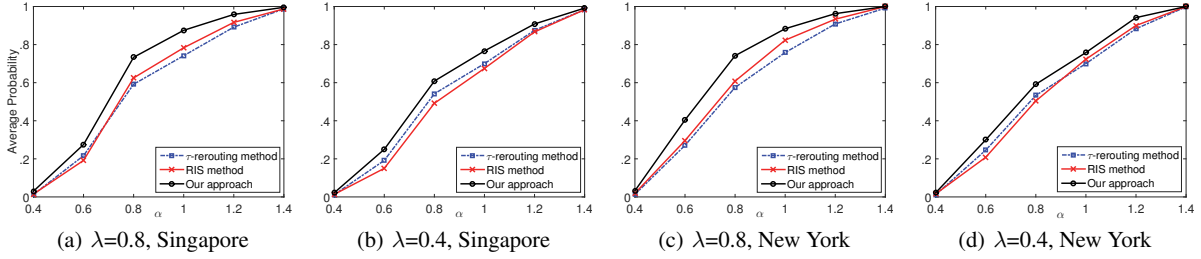 Average Probability
1
.8
.6
.4
.2
0
0.4 0.6 0.8 1 1.2 1.4
α
τ-rerouting method
RIS method
Our approach
(a) λ=0.8, Singapore
1
.8
.6
.4
.2
0
0.4 0.6 0.8 1 1.2 1.4
α
τ-rerouting method
RIS method
Our approach
(b) λ=0.4, Singapore
1
.8
.6
.4
.2
0
0.4 0.6 0.8 1 1.2 1.4
α
τ-rerouting method
RIS method
Our approach
(c) λ=0.8, New York
1
.8
.6
.4
.2
0
0.4 0.6 0.8 1 1.2 1.4
α
τ-rerouting method
RIS method
Our approach
(d) λ=0.4, New York